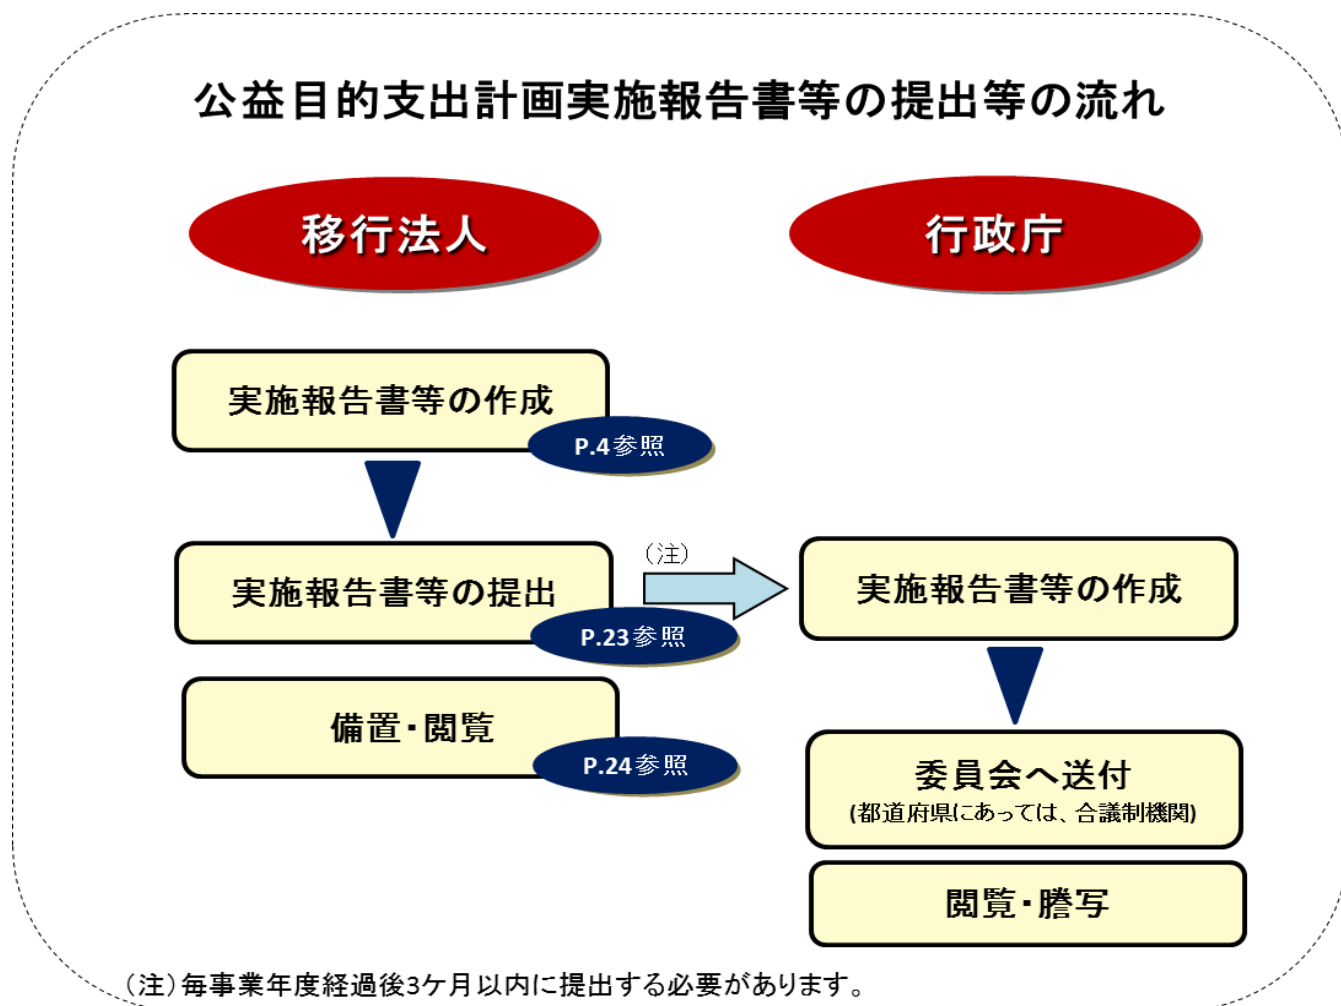 公益目的支出計画実施報告書等の提出等の流れ
移行法人
行政庁
実施報告書等の作成
P.4参照
実施報告書等の提出
P.23参照
(注)
実施報告書等の作成
備置・閲覧
P.24参照
委員会へ送付
(都道府県にあっては、合議制機関)
閲覧・謄写
(注)毎事業年度経過後3ケ月以内に提出する必要があります。